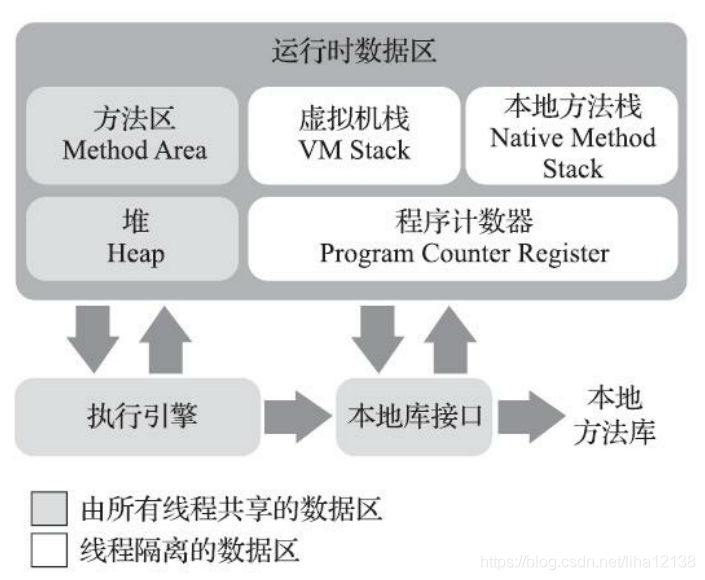 运行时数据区
方法区
Method Area
虚拟机栈
VM Stack
本地方法栈
Native Method
Stack
堆
Heap
程序计数器
Program Counter Register
执行引擎
本地库接口
本地
方法库
由所有线程共享的数据区
线程隔离的数据区
https://blog.csdn.net/liha12138